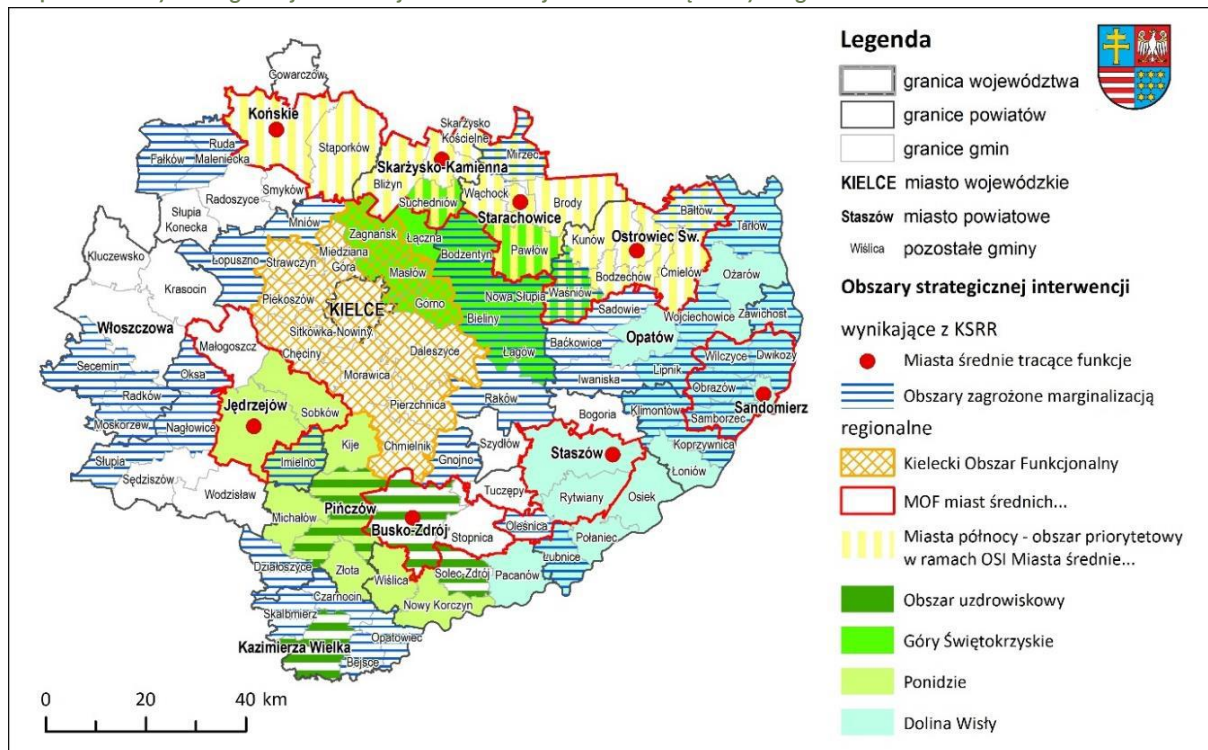 Gowarczów
Końskie
Ruda
Maleniecka
Fałków
Stąporków
Skarżysko
Kościelne
Mirzec
Skarżysko-Kamienna
Bliżyn
Wąchock
Suchedniów
Starachowice
Brody
Smyków
Radoszyce
Słupia
Konecka
Mniów
Zagnańsk
Łączna
Bodzentyn
Pawłów
Kunów
Ostrowiec Św.
Bałtów
Tarłów
Kluczewsko
Łopuszno
Strawczyn
Miedziana
Góra
Masłów
Bodzechów
Ćmielów
Ożarów
Krasocin
Piekoszów
KIELCE
Górno
Nowa Słupia
Waśniów
Sadowie
Wojciechowice
Zawichost
Włoszczowa
Małogoszcz
Sitkówka-Nowiny
Bieliny
Baćkowice
Opatów
Chęciny
Daleszyce
Łagów
Wilczyce
Dwikozy
Secemin
Oksa
Morawica
Iwaniska
Lipnik
Obrazów
Radków
Jędrzejów
Sobków
Pierzchnica
Raków
Bogoria
Klimontów
Samborzec
Sandomierz
Moskorzew
Nagłowice
Kije
Chmielnik
Szydłów
Staszów
Koprzywnica
Słupia
Imielno
Gnojno
Łoniów
Sędziszów
Wodzisław
Tuczępy
Rytwiany
Osiek
Michałów
Pińczów
Busko-Zdrój
Stopnica
Oleśnica
Połaniec
Działoszyce
Złota
Wiślica
Solec Zdrój
Pacanów
Łubnice
Czarnocin
Skalbmierz
Nowy Korczyn
Kazimierza Wielka
Opatowiec
Bejsce
0 20 40 km
Legenda
granica województwa
granice powiatów
granice gmin
KIELCE miasto wojewódzkie
Staszów miasto powiatowe
Wiślica pozostałe gminy
Obszary strategicznej interwencji
wynikające z KSRR
Miasta średnie tracące funkcje
Obszary zagrożone marginalizacją
regionalne
Kielecki Obszar Funkcjonalny
MOF miast średnich...
Miasta północy - obszar priorytetowy
w ramach OSI Miasta średnie...
Obszar uzdrowiskowy
Góry Świętokrzyskie
Ponidzie
Dolina Wisły